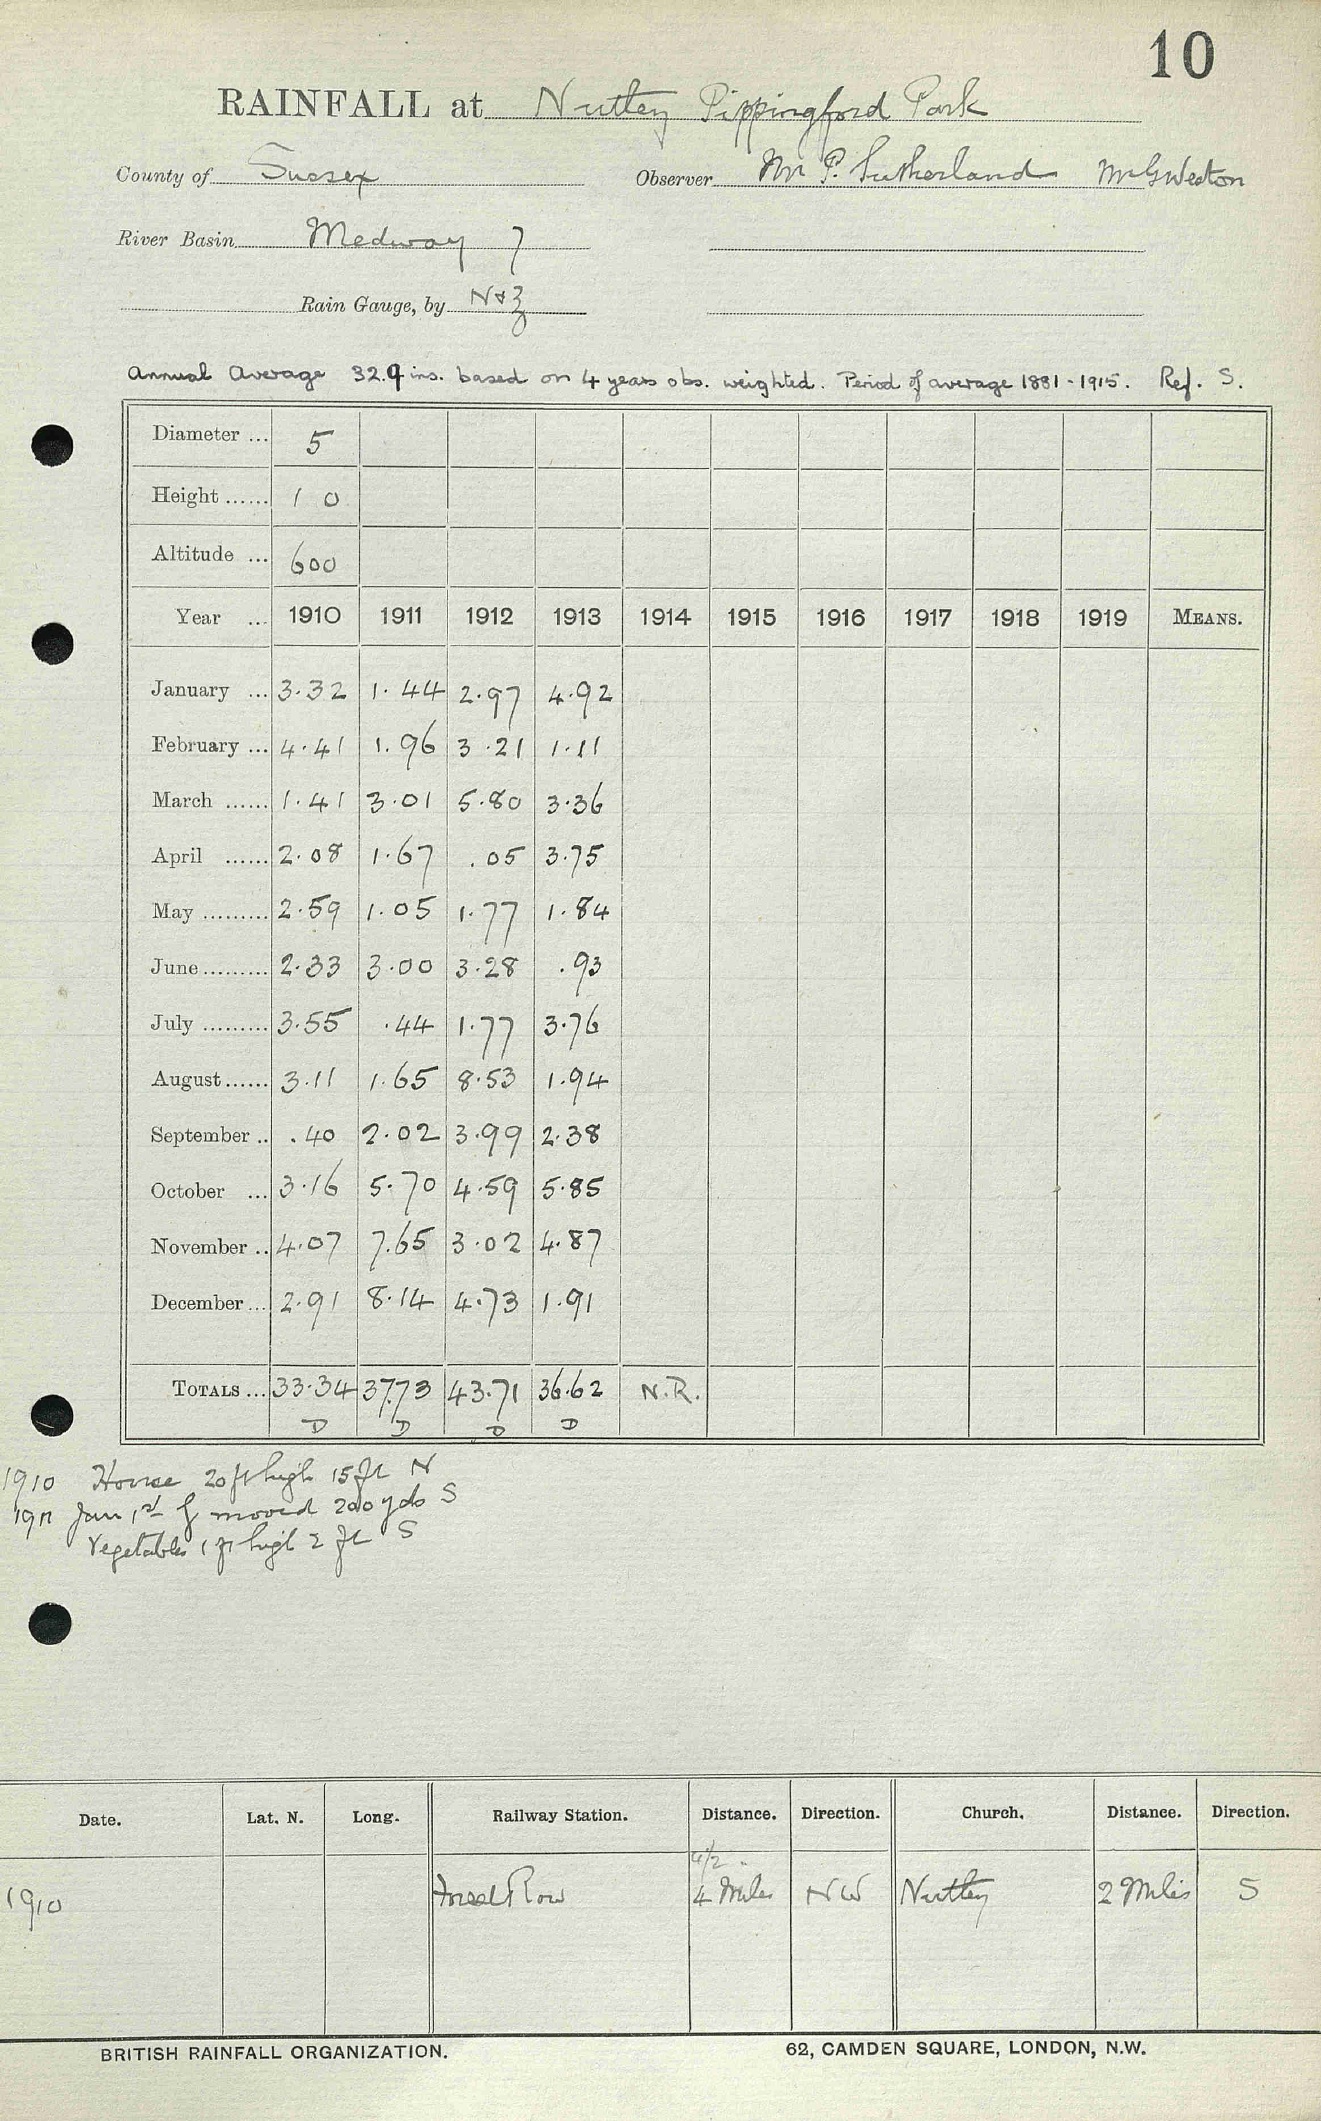 10
RAINFALL at Nutley Pippingford Park
County of Sussex Observer Mr P. Sutherland Mr G Weston
River Basin Medway 7
Rain Gauge, by N & Z
Annual Average 32.9 ins. based on 4 years obs. weighted. Period of average 1881-1915. Ref. S.
Diameter ... 5
Height ...... 1 0
Altitude ... 600
Year ... 1910 1911 1912 1913 1914 1915 1916 1917 1918 1919 MEANS.
January ... 3.32 1.44 2.97 4.92
February ... 4.41 1.96 3.21 1.11
March ...... 1.41 3.01 5.80 3.36
April ...... 2.08 1.67 .05 3.75
May ......... 2.59 1.05 1.77 1.84
June ......... 2.33 3.00 3.28 .93
July ......... 3.55 .44 1.77 3.76
August ...... 3.11 1.65 8.53 1.94
September .. .40 2.02 3.99 2.38
October ... 3.16 5.70 4.59 5.85
November .. 4.07 7.65 3.02 4.87
December ... 2.91 8.14 4.73 1.91
TOTALS ... 33.34 37.73 43.71 36.62 N.R.
D D D D
1910 House 20 ft high 15 ft N
1911 Jan 1st G moved 200 yds S
Vegetables 1 ft high 2 ft S
Date. Lat. N. Long. Railway Station. Distance. Direction. Church. Distance. Direction.
4 1/2
1910 Forest Row 4 Miles NW Nutley 2 Miles S
BRITISH RAINFALL ORGANIZATION. 62, CAMDEN SQUARE, LONDON, N.W.